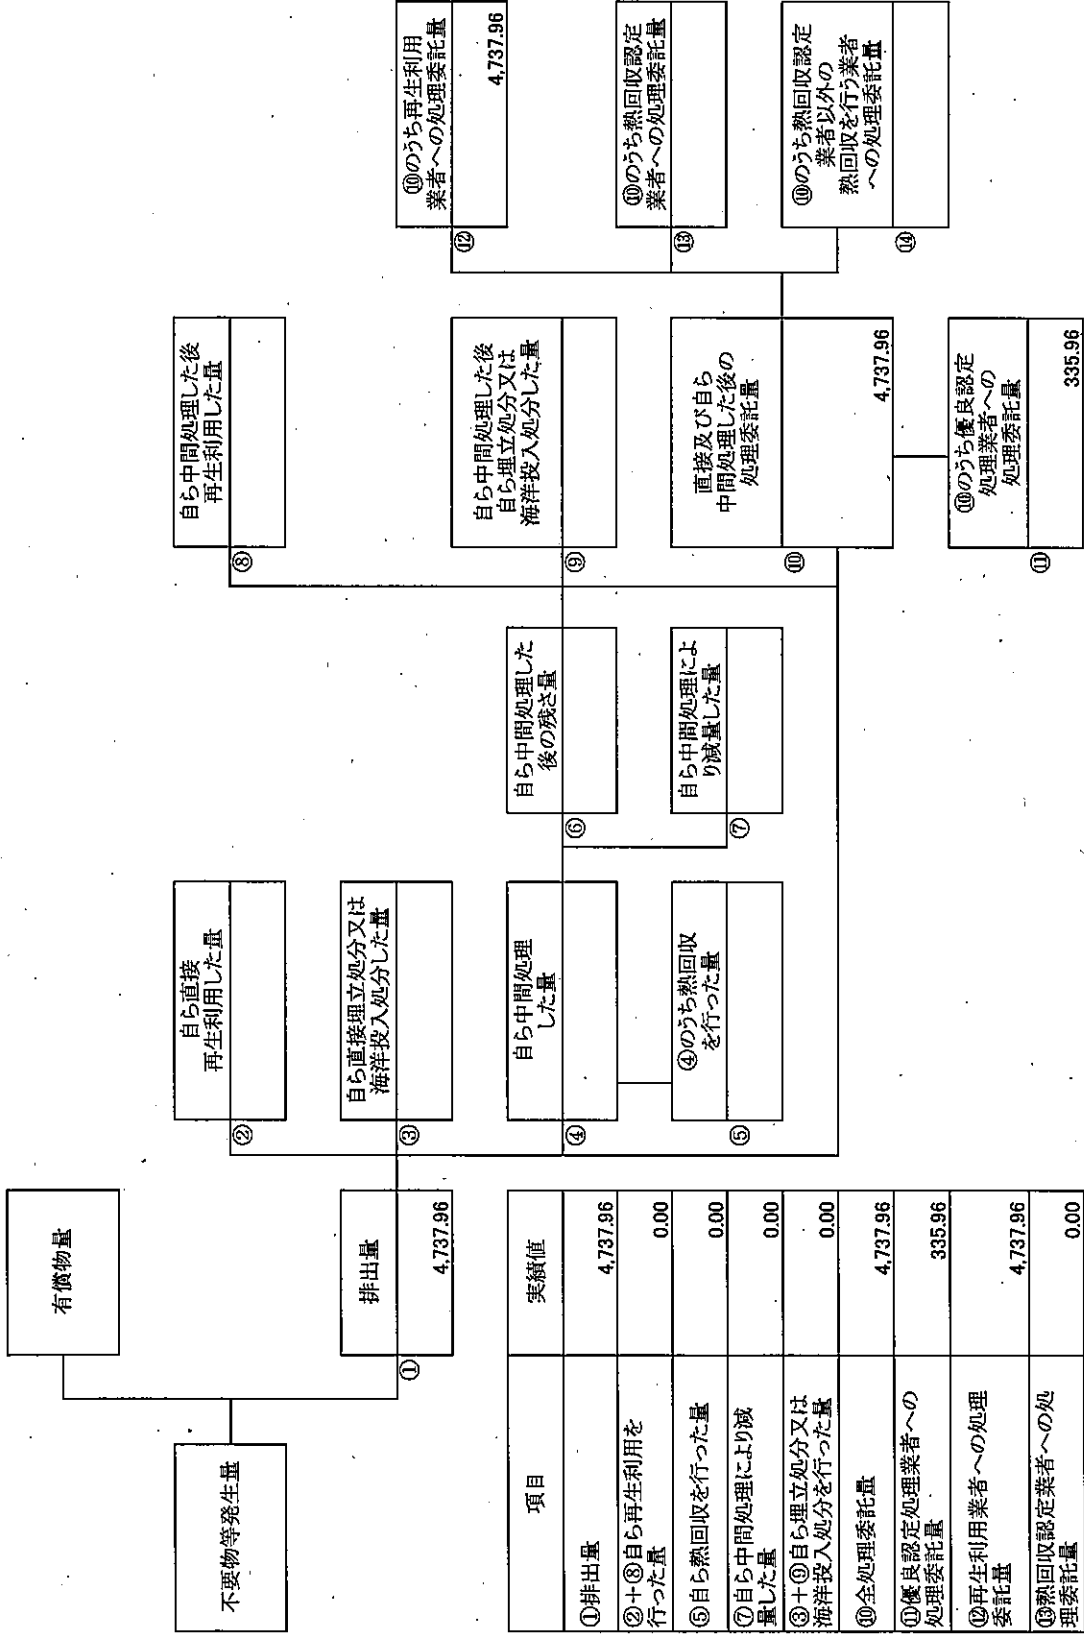 不要物等発生量
有償物量
①
排出量
4,737.96
②
自ら直接
再生利用した量
③
自ら直接埋立処分又は
海洋投入処分した量
④
自ら中間処理
した量
⑤
④のうち熱回収
を行った量
⑥
自ら中間処理した
後の残さ量
⑦
自ら中間処理によ
り減量した量
⑧
自ら中間処理した後
再生利用した量
⑨
自ら中間処理した後
自ら埋立処分又は
海洋投入処分した量
⑩
直接及び自ら
中間処理した後の
処理委託量
4,737.96
⑪
⑩のうち優良認定
処理業者への
処理委託量
335.96
⑫
⑩のうち再生利用
業者への処理委託量
4,737.96
⑬
⑩のうち熱回収認定
業者への処理委託量
⑭
⑩のうち熱回収認定
業者以外の
熱回収を行う業者
への処理委託量
項目 実績値
①排出量 4,737.96
②+⑧自ら再生利用を
行った量 0.00
⑤自ら熱回収を行った量 0.00
⑦自ら中間処理により減
量した量 0.00
③+⑨自ら埋立処分又は
海洋投入処分を行った量 0.00
⑩全処理委託量 4,737.96
⑪優良認定処理業者への
処理委託量 335.96
⑫再生利用業者への処理
委託量 4,737.96
⑬熱回収認定業者への処
理委託量 0.00